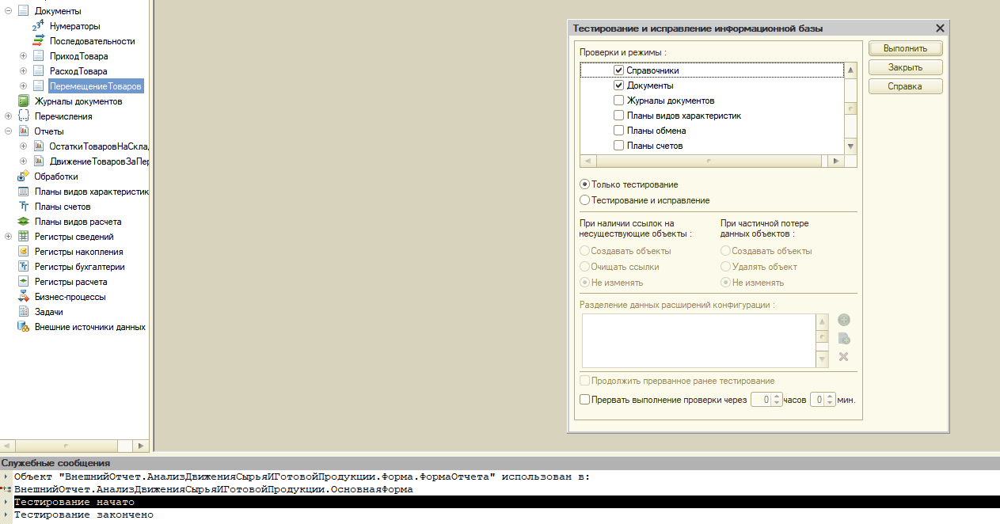 Документы
Нумераторы
Последовательности
ПриходТовара
РасходТовара
ПеремещениеТоваров
Журналы документов
Перечисления
Отчеты
ОстаткиТоваровНаСкла
ДвижениеТоваровЗаПер
Обработки
Планы видов характеристик
Планы счетов
Планы видов расчета
Регистры сведений
Регистры накопления
Регистры бухгалтерии
Регистры расчета
Бизнес-процессы
Задачи
Внешние источники данных
Тестирование и исправление информационной базы
Проверки и режимы :
Справочники
Документы
Журналы документов
Планы видов характеристик
Планы обмена
Планы счетов
Выполнить
Закрыть
Справка
Только тестирование
Тестирование и исправление
При наличии ссылок на
несуществующие объекты :
Создавать объекты
Очищать ссылки
Не изменять
При частичной потере
данных объектов :
Создавать объекты
Удалять объект
Не изменять
Разделение данных расширений конфигурации :
Продолжить прерванное ранее тестирование
Прервать выполнение проверки через 0 часов 0 мин.
Служебные сообщения
Объект "ВнешнийОтчет.АнализДвиженияСырьяИГотовойПродукции.Форма.ФормаОтчета" использован в:
ВнешнийОтчет.АнализДвиженияСырьяИГотовойПродукции.ОсновнаяФорма
Тестирование начато
Тестирование закончено